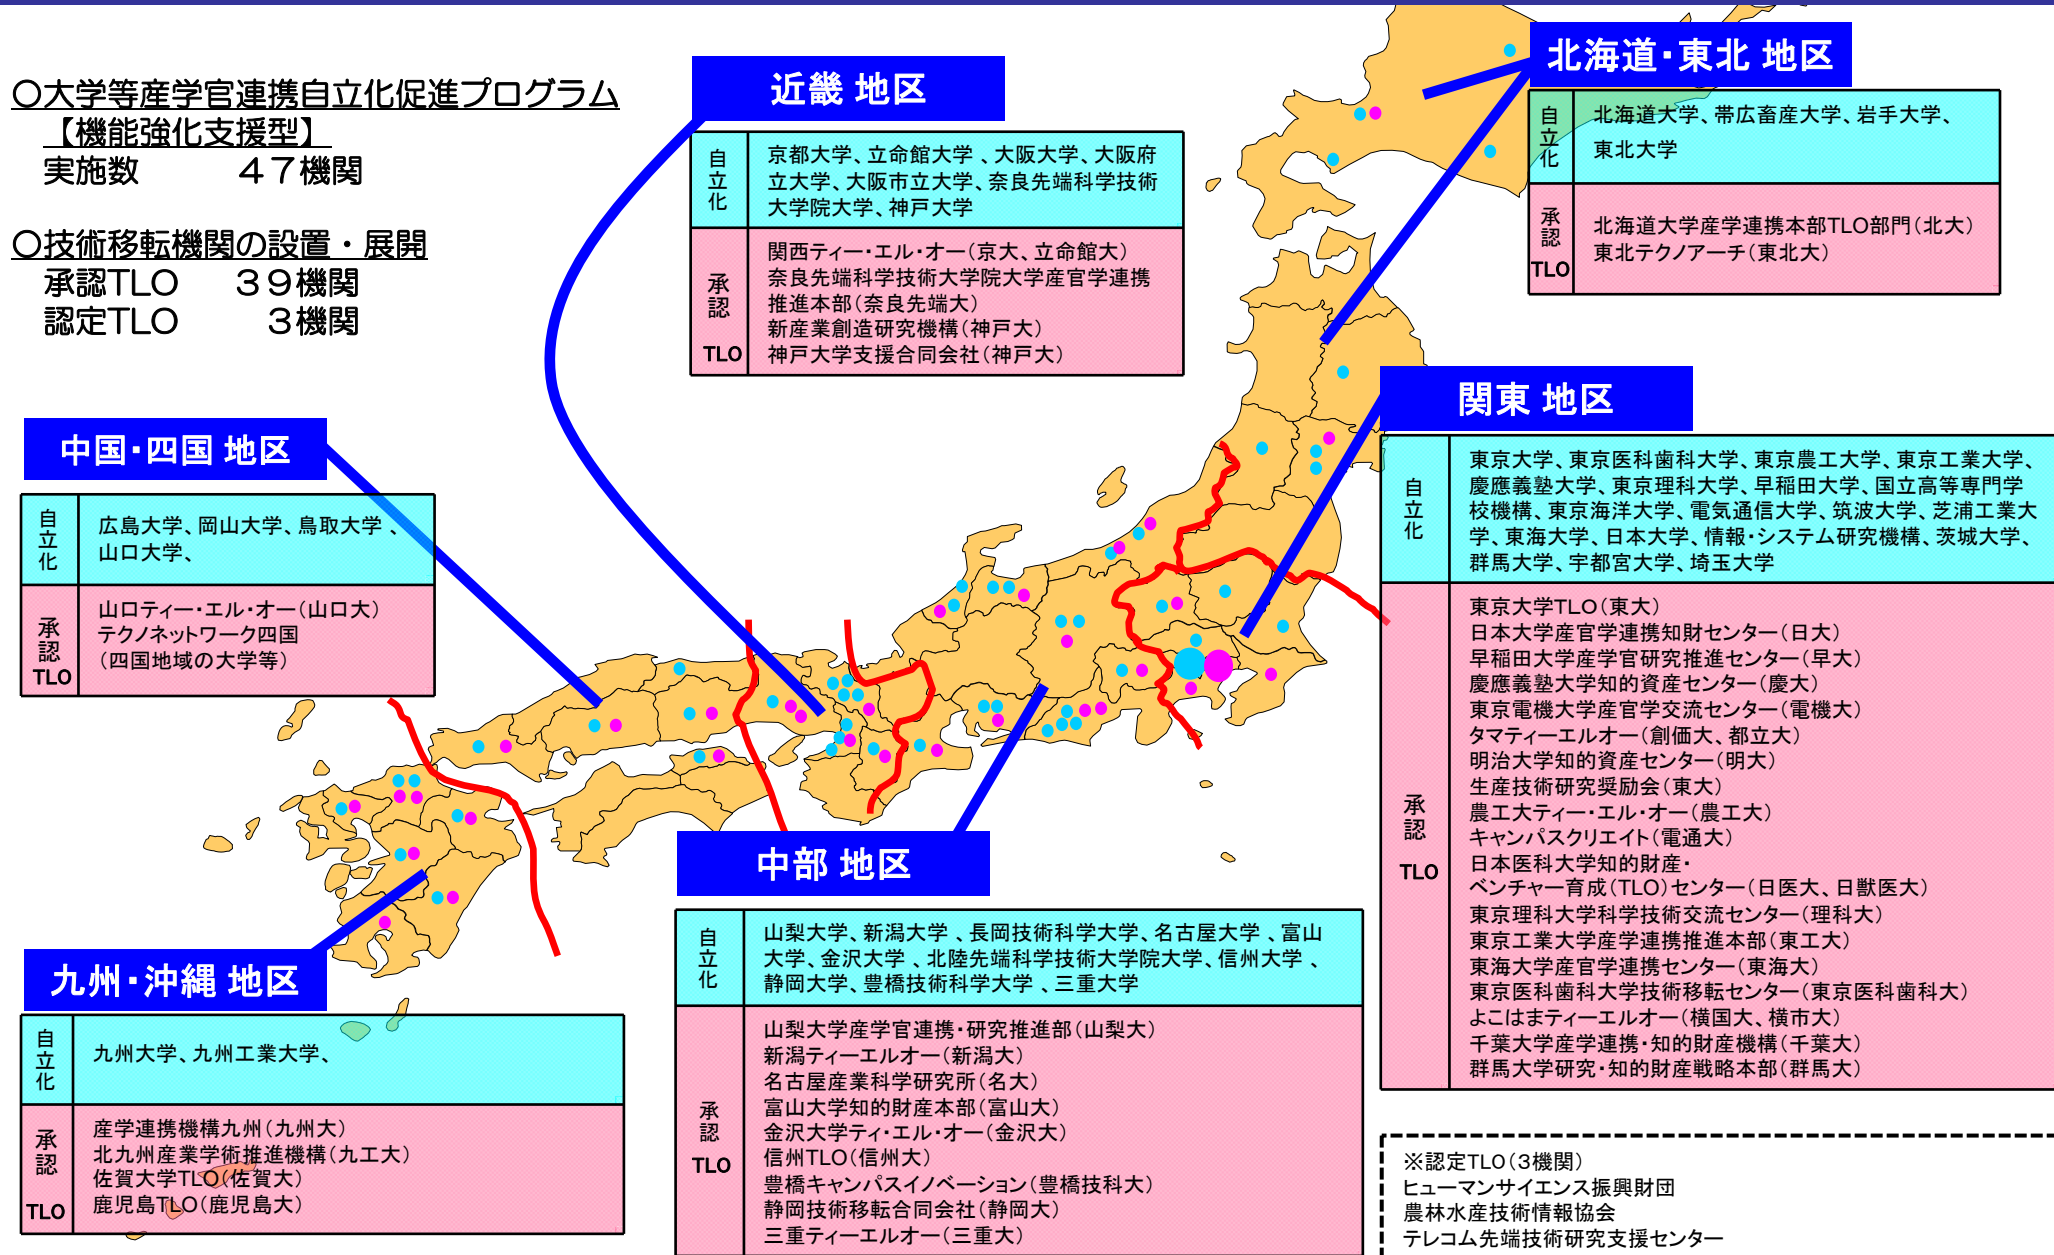 〇大学等産学官連携自立化促進プログラム
【機能強化支援型】
実施数　４７機関
〇技術移転機関の設置・展開
承認TLO　３９機関
認定TLO　３機関
近畿 地区
自立化
京都大学、立命館大学 、大阪大学、大阪府
立大学、大阪市立大学、奈良先端科学技術
大学院大学、神戸大学
承認
TLO
関西ティー・エル・オー（京大、立命館大）
奈良先端科学技術大学院大学産官学連携
推進本部（奈良先端大）
新産業創造研究機構（神戸大）
神戸大学支援合同会社（神戸大）
北海道・東北 地区
自立化
北海道大学、帯広畜産大学、岩手大学、
東北大学
承認
TLO
北海道大学産学連携本部TLO部門（北大）
東北テクノアーチ（東北大）
中国・四国 地区
自立化
広島大学、岡山大学、鳥取大学 、
山口大学、
承認
TLO
山口ティー・エル・オー（山口大）
テクノネットワーク四国
（四国地域の大学等）
関東 地区
自立化
東京大学、東京医科歯科大学、東京農工大学、東京工業大学、
慶應義塾大学、東京理科大学、早稲田大学、国立高等専門学
校機構、東京海洋大学、電気通信大学、筑波大学、芝浦工業大
学、東海大学、日本大学、情報・システム研究機構、茨城大学、
群馬大学、宇都宮大学、埼玉大学
承認
TLO
東京大学TLO（東大）
日本大学産官学連携知財センター（日大）
早稲田大学産学官研究推進センター（早大）
慶應義塾大学知的資産センター（慶大）
東京電機大学産官学交流センター（電機大）
タマティーエルオー（創価大、都立大）
明治大学知的資産センター（明大）
生産技術研究奨励会（東大）
農工大ティー・エル・オー（農工大）
キャンパスクリエイト（電通大）
日本医科大学知的財産・
ベンチャー育成（TLO）センター（日医大、日獣医大）
東京理科大学科学技術交流センター（理科大）
東京工業大学産学連携推進本部（東工大）
東海大学産官学連携センター（東海大）
東京医科歯科大学技術移転センター（東京医科歯科大）
よこはまティーエルオー（横国大、横市大）
千葉大学産学連携・知的財産機構（千葉大）
群馬大学研究・知的財産戦略本部（群馬大）
中部 地区
自立化
山梨大学、新潟大学 、長岡技術科学大学、名古屋大学 、富山
大学、金沢大学 、北陸先端科学技術大学院大学、信州大学 、
静岡大学、豊橋技術科学大学 、三重大学
承認
TLO
山梨大学産学官連携・研究推進部（山梨大）
新潟ティーエルオー（新潟大）
名古屋産業科学研究所（名大）
富山大学知的財産本部（富山大）
金沢大学ティ・エル・オー（金沢大）
信州TLO（信州大）
豊橋キャンパスイノベーション（豊橋技科大）
静岡技術移転合同会社（静岡大）
三重ティーエルオー（三重大）
九州・沖縄 地区
自立化
九州大学、九州工業大学、
承認
TLO
産学連携機構九州（九州大）
北九州産業学術推進機構（九工大）
佐賀大学TLO（佐賀大）
鹿児島TLO（鹿児島大）
※認定TLO（3機関）
ヒューマンサイエンス振興財団
農林水産技術情報協会
テレコム先端技術研究支援センター